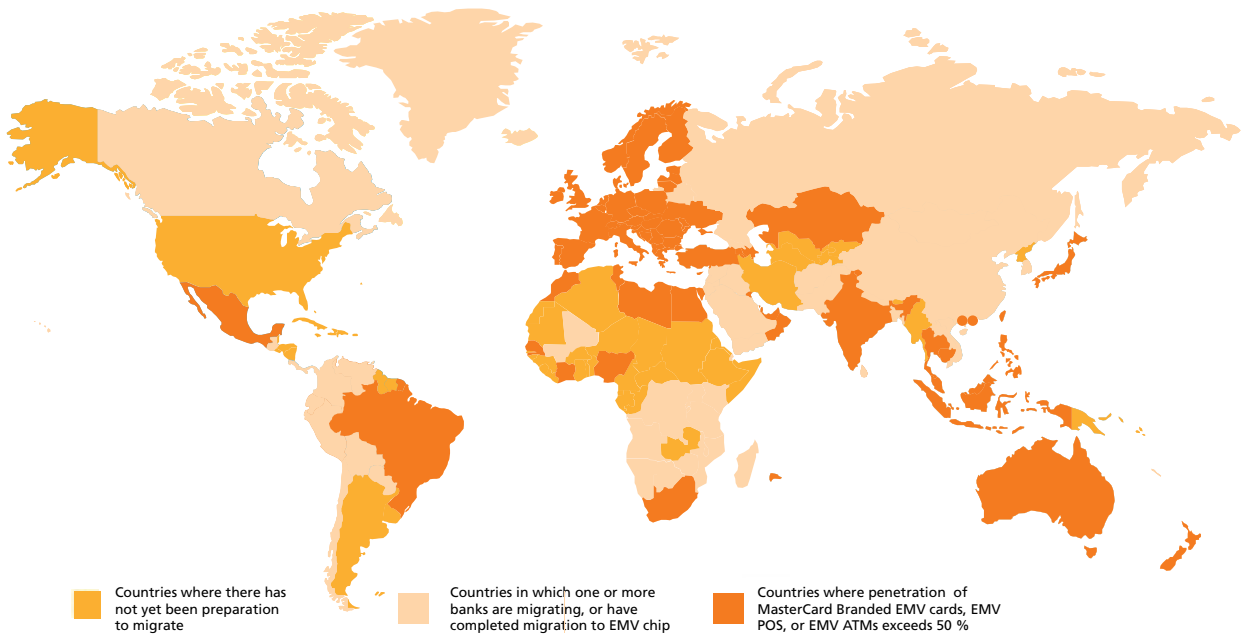 Countries where there has
not yet been preparation
to migrate
Countries in which one or more
banks are migrating, or have
completed migration to EMV chip
Countries where penetration of
MasterCard Branded EMV cards, EMV
POS, or EMV ATMs exceeds 50 %